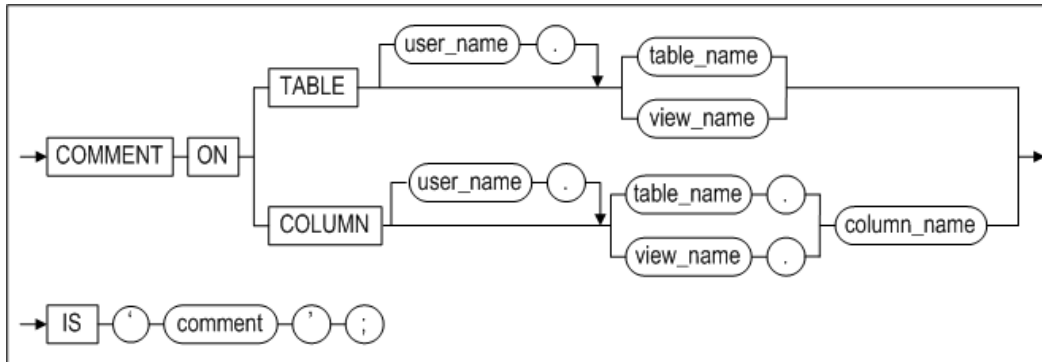 user_name .
table_name
TABLE
view_name
COMMENT ON
user_name .
table_name .
COLUMN
column_name
view_name .
IS ‘ comment ’ ;